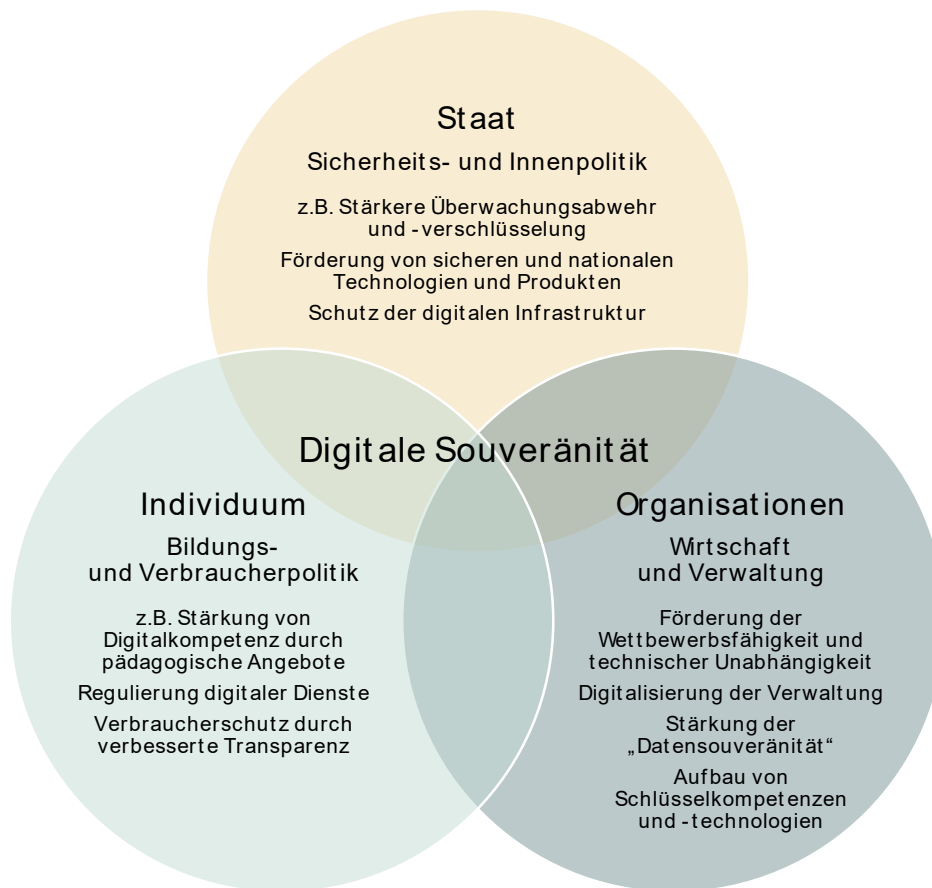 Staat
Sicherheits- und Innenpolitik
z.B. Stärkere Überwachungsabwehr
und -verschlüsselung
Förderung von sicheren und nationalen
Technologien und Produkten
Schutz der digitalen Infrastruktur
Digitale Souveränität
Individuum
Bildungs-
und Verbraucherpolitik
z.B. Stärkung von
Digitalkompetenz durch
pädagogische Angebote
Regulierung digitaler Dienste
Verbraucherschutz durch
verbesserte Transparenz
Organisationen
Wirtschaft
und Verwaltung
Förderung der
Wettbewerbsfähigkeit und
technischer Unabhängigkeit
Digitalisierung der Verwaltung
Stärkung der
„Datensouveränität“
Aufbau von
Schlüsselkompetenzen
und -technologien